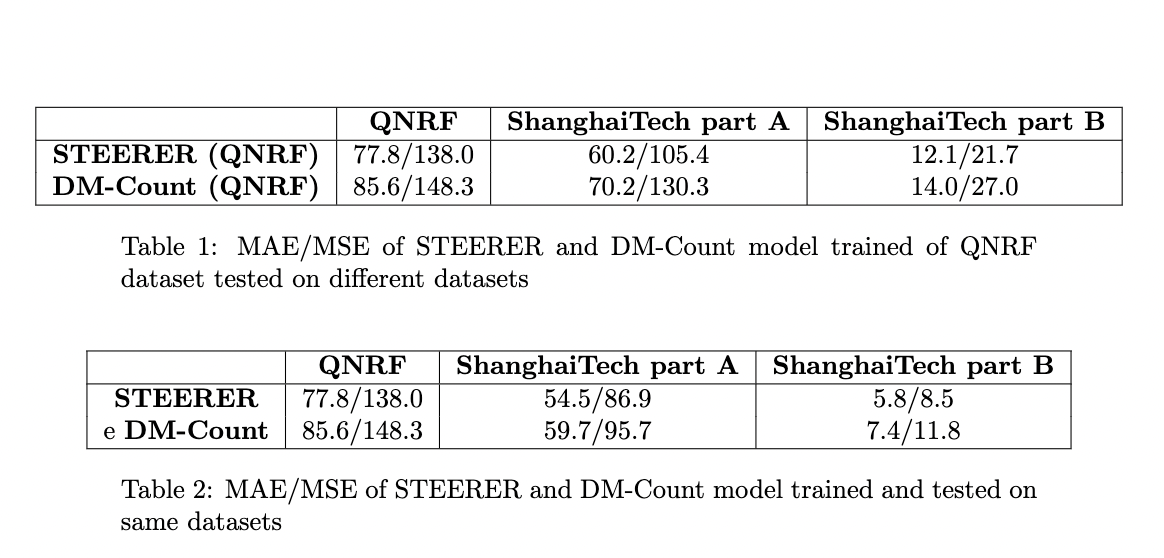 QNRF ShanghaiTech part A ShanghaiTech part B
STEERER (QNRF) 77.8/138.0 60.2/105.4 12.1/21.7
DM-Count (QNRF) 85.6/148.3 70.2/130.3 14.0/27.0
Table 1: MAE/MSE of STEERER and DM-Count model trained of QNRF
dataset tested on different datasets
QNRF ShanghaiTech part A ShanghaiTech part B
STEERER 77.8/138.0 54.5/86.9 5.8/8.5
e DM-Count 85.6/148.3 59.7/95.7 7.4/11.8
Table 2: MAE/MSE of STEERER and DM-Count model trained and tested on
same datasets